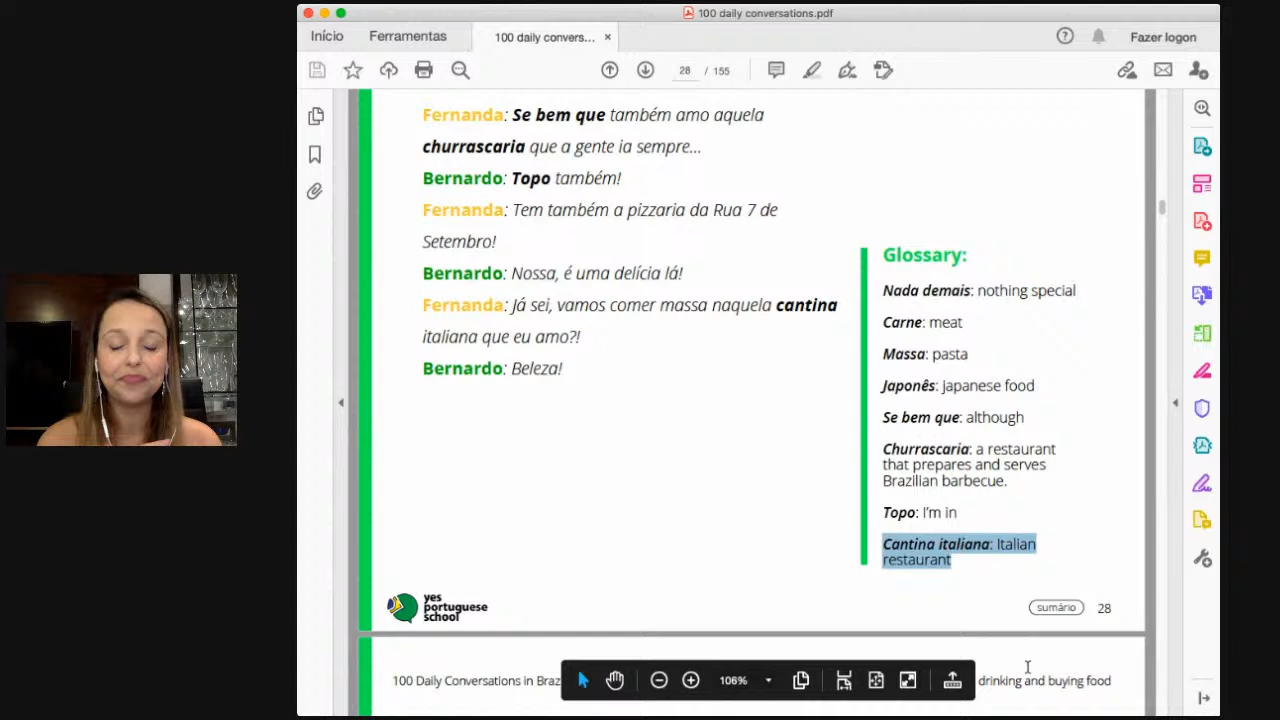 100 daily conversations.pdf
Início
Ferramentas
100 daily convers...
Fazer logon
28 / 155
Fernanda: Se bem que também amo aquela
churrascaria que a gente ia sempre...
Bernardo: Topo também!
Fernanda: Tem também a pizzaria da Rua 7 de
Setembro!
Bernardo: Nossa, é uma delícia lá!
Fernanda: Já sei, vamos comer massa naquela cantina
italiana que eu amo?!
Bernardo: Beleza!
Glossary:
Nada demais: nothing special
Carne: meat
Massa: pasta
Japonês: japanese food
Se bem que: although
Churrascaria: a restaurant
that prepares and serves
Brazilian barbecue.
Topo: I'm in
Cantina italiana: Italian
restaurant
yes
portuguese
school
sumário 28
100 Daily Conversations in Braz
drinking and buying food
106%